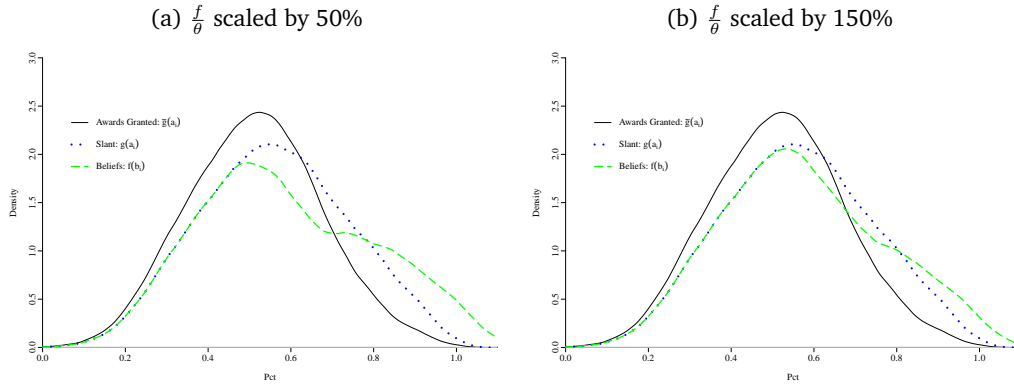 (a) f/θ scaled by 50%
3.0
2.5
2.0
1.5
1.0
0.5
0.0
Density
Awards Granted: g̅(aᵢ)
Slant: g(aᵢ)
Beliefs: f(bᵢ)
0.0 0.2 0.4 0.6 0.8 1.0
Pct
(b) f/θ scaled by 150%
3.0
2.5
2.0
1.5
1.0
0.5
0.0
Density
Awards Granted: g̅(aᵢ)
Slant: g(aᵢ)
Beliefs: f(bᵢ)
0.0 0.2 0.4 0.6 0.8 1.0
Pct